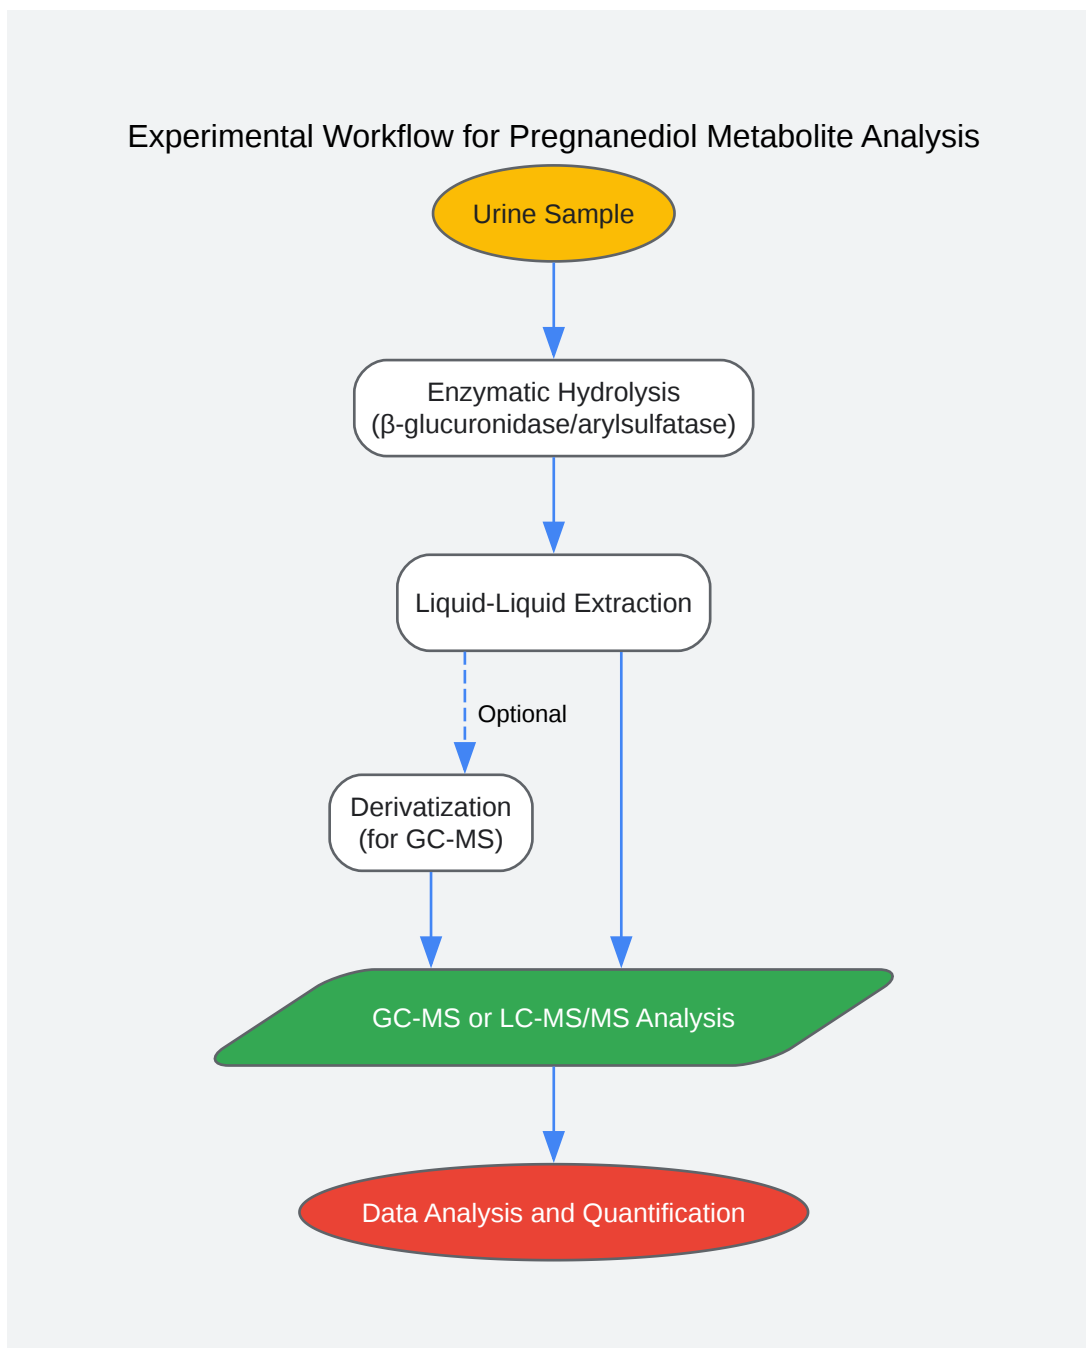 Experimental Workflow for Pregnanediol Metabolite Analysis
Urine Sample
Enzymatic Hydrolysis
(β-glucuronidase/arylsulfatase)
Liquid-Liquid Extraction
Optional
Derivatization
(for GC-MS)
GC-MS or LC-MS/MS Analysis
Data Analysis and Quantification